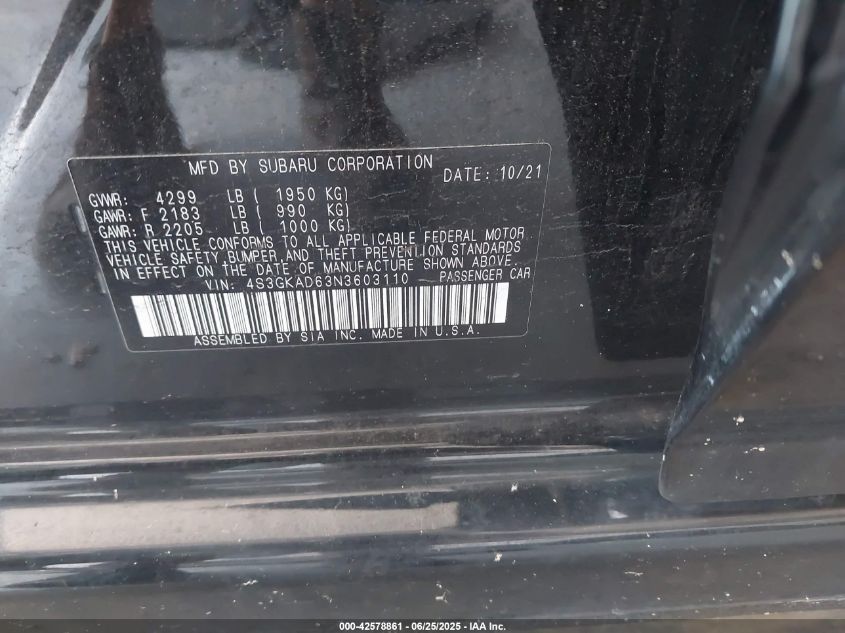 MFD BY SUBARU CORPORATION
DATE: 10/21
GVWR: 4299 LB ( 1950 KG)
GAWR: F 2183 LB ( 990 KG)
GAWR: R 2205 LB ( 1000 KG)
THIS VEHICLE CONFORMS TO ALL APPLICABLE FEDERAL MOTOR
VEHICLE SAFETY, BUMPER, AND THEFT PREVENTION STANDARDS
IN EFFECT ON THE DATE OF MANUFACTURE SHOWN ABOVE.
VIN: 4S3GKAD63N3603110 PASSENGER CAR
ASSEMBLED BY SIA INC. MADE IN U.S.A.
000-42578861 - 06/25/2025 - IAA Inc.